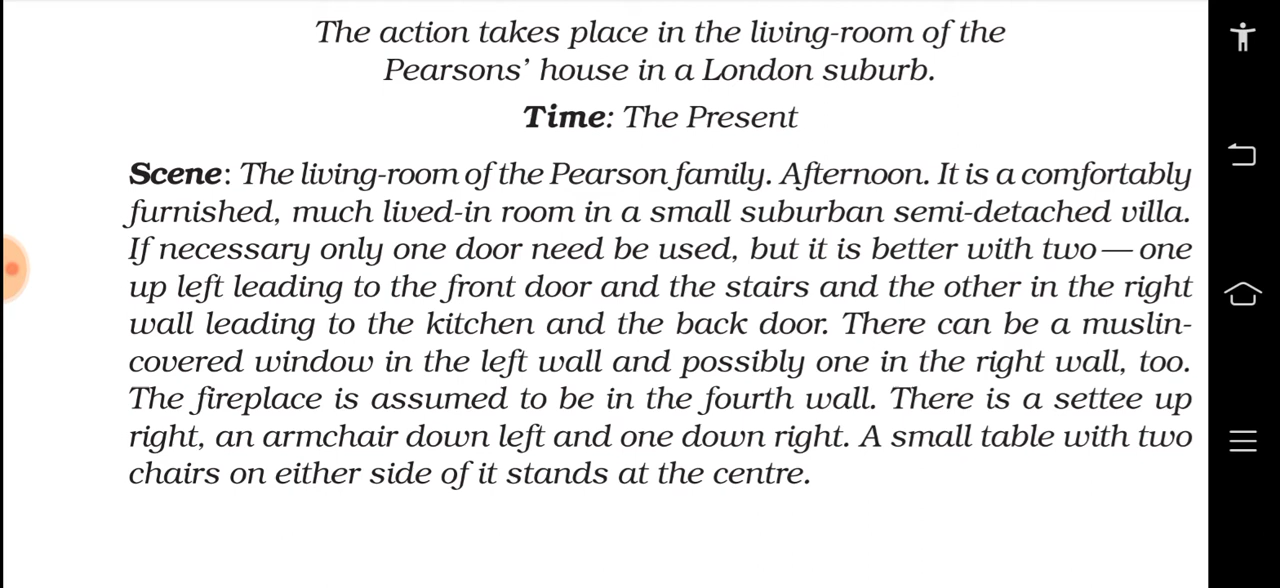 The action takes place in the living-room of the
Pearsons’ house in a London suburb.
Time: The Present
Scene: The living-room of the Pearson family. Afternoon. It is a comfortably
furnished, much lived-in room in a small suburban semi-detached villa.
If necessary only one door need be used, but it is better with two — one
up left leading to the front door and the stairs and the other in the right
wall leading to the kitchen and the back door. There can be a muslin-
covered window in the left wall and possibly one in the right wall, too.
The fireplace is assumed to be in the fourth wall. There is a settee up
right, an armchair down left and one down right. A small table with two
chairs on either side of it stands at the centre.